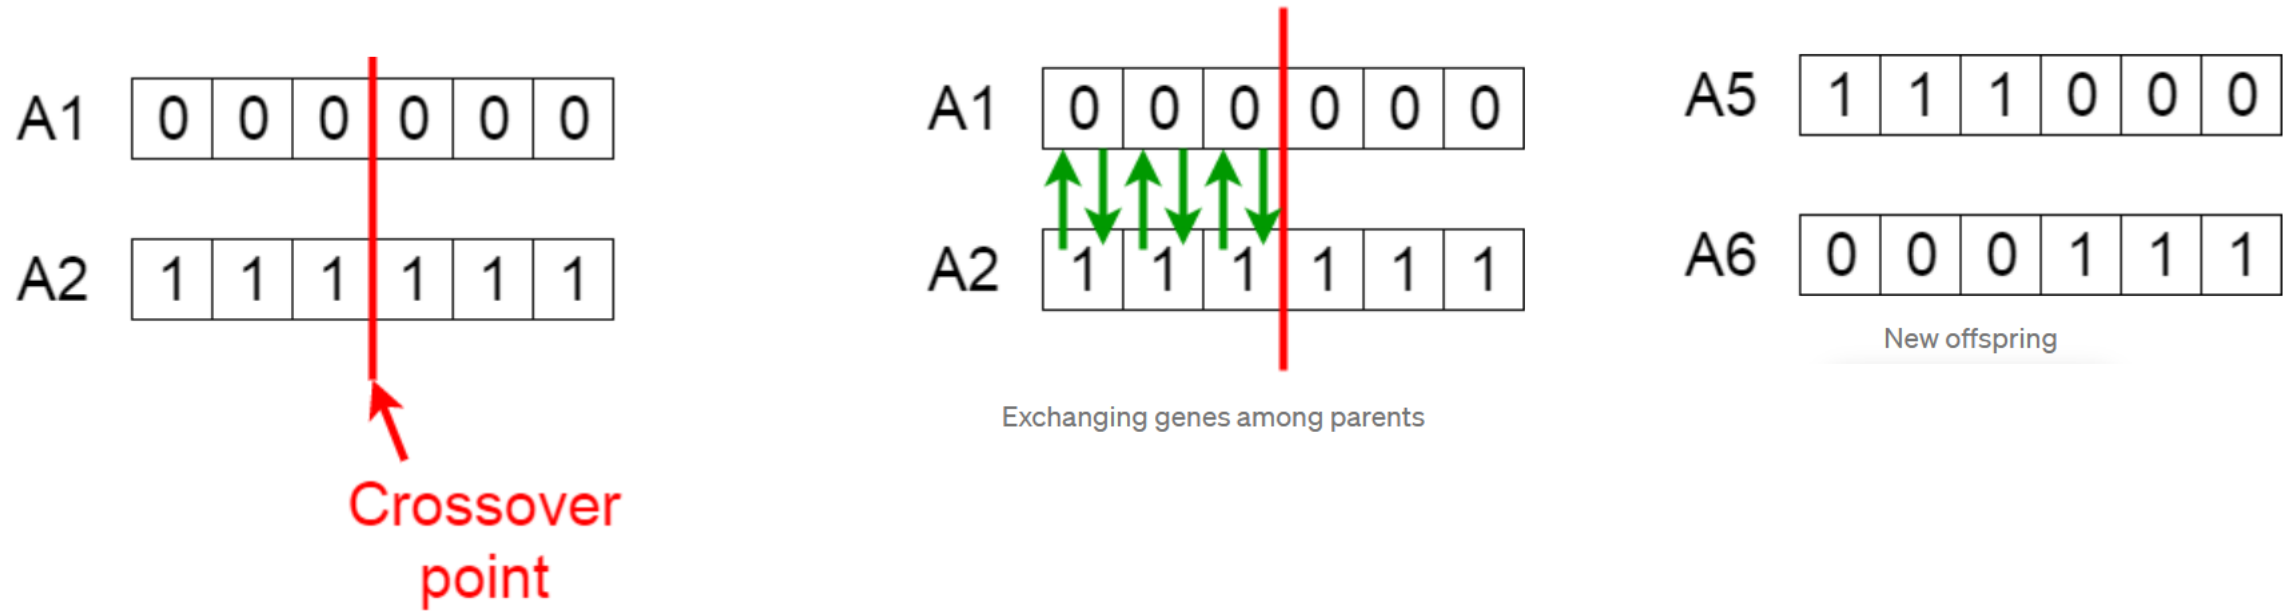 A1 0 0 0 0 0 0
A2 1 1 1 1 1 1
Crossover
point
A1 0 0 0 0 0 0
A2 1 1 1 1 1 1
Exchanging genes among parents
A5 1 1 1 0 0 0
A6 0 0 0 1 1 1
New offspring